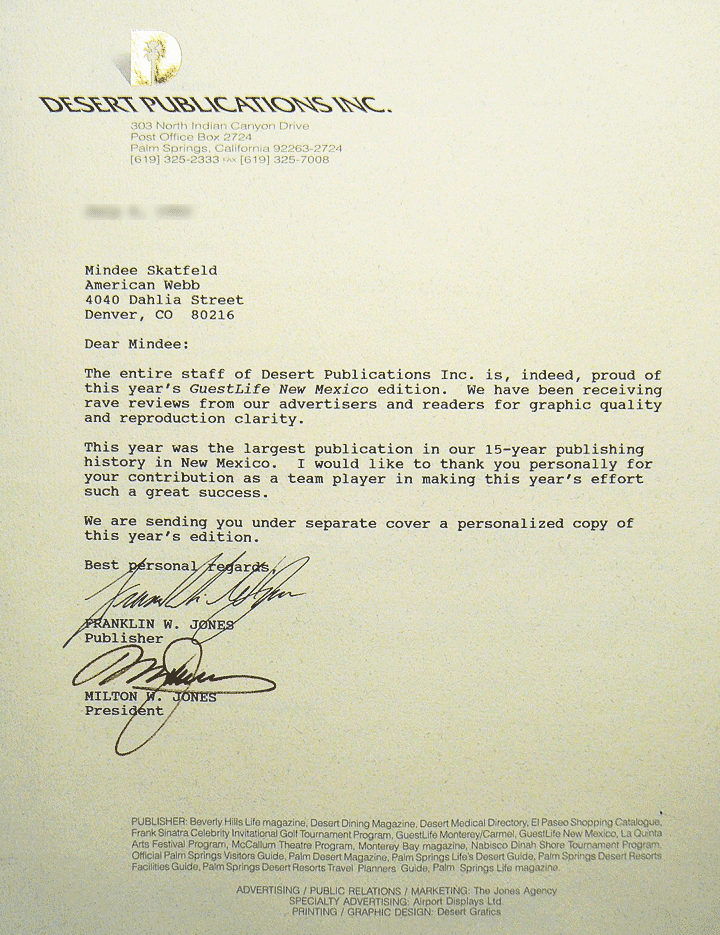 D
DESERT PUBLICATIONS INC.
303 North Indian Canyon Drive
Post Office Box 2724
Palm Springs, California 92263-2724
[619] 325-2333 FAX [619] 325-7008
Mindee Skatfeld
American Webb
4040 Dahlia Street
Denver, CO  80216
Dear Mindee:
The entire staff of Desert Publications Inc. is, indeed, proud of
this year's GuestLife New Mexico edition.  We have been receiving
rave reviews from our advertisers and readers for graphic quality
and reproduction clarity.
This year was the largest publication in our 15-year publishing
history in New Mexico.  I would like to thank you personally for
your contribution as a team player in making this year's effort
such a great success.
We are sending you under separate cover a personalized copy of
this year's edition.
Best personal regards,
FRANKLIN W. JONES
Publisher
MILTON W. JONES
President
PUBLISHER: Beverly Hills Life magazine, Desert Dining Magazine, Desert Medical Directory, El Paseo Shopping Catalogue,
Frank Sinatra Celebrity Invitational Golf Tournament Program, GuestLife Monterey/Carmel, GuestLife New Mexico, La Quinta
Arts Festival Program, McCallum Theatre Program, Monterey Bay magazine, Nabisco Dinah Shore Tournament Program,
Official Palm Springs Visitors Guide, Palm Desert Magazine, Palm Springs Life's Desert Guide, Palm Springs Desert Resorts
Facilities Guide, Palm Springs Desert Resorts Travel Planners Guide, Palm Springs Life magazine.
ADVERTISING / PUBLIC RELATIONS / MARKETING: The Jones Agency
SPECIALTY ADVERTISING: Airport Displays Ltd.
PRINTING / GRAPHIC DESIGN: Desert Grafics